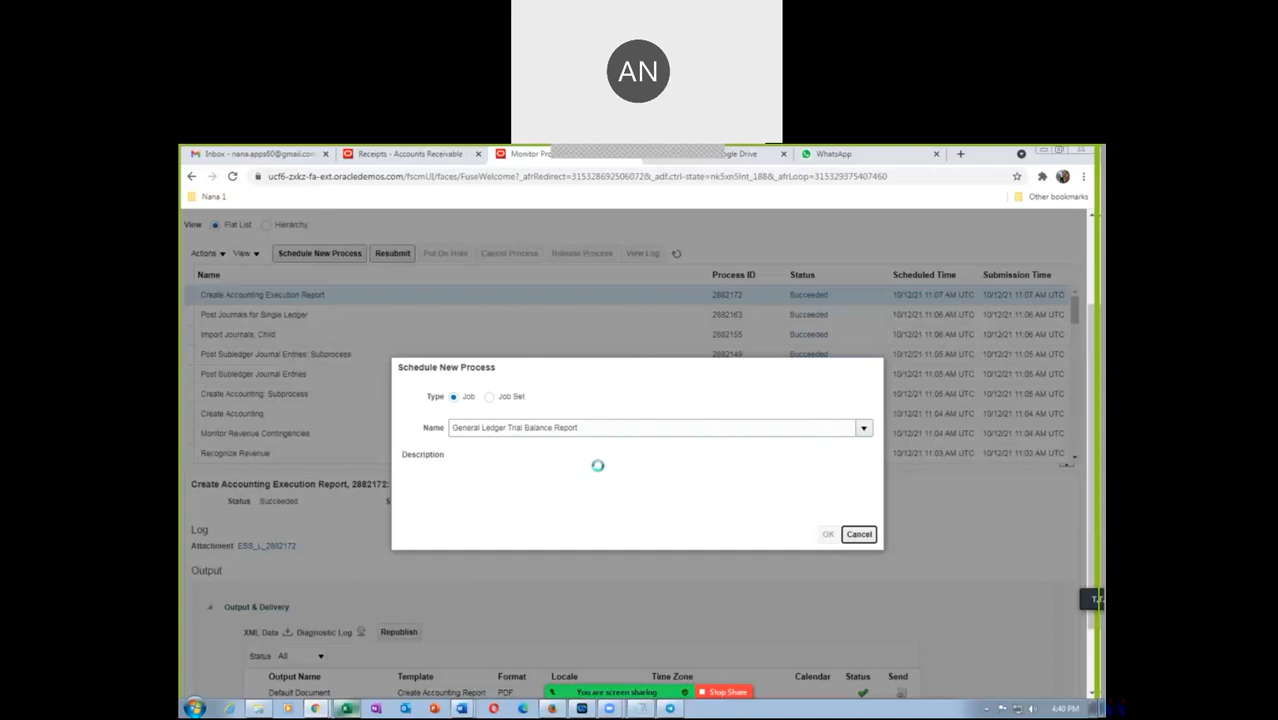 AN
Inbox - nana.apps60@gmail.com
Receipts - Accounts Receivable
Monitor Pro
gle Drive
WhatsApp
ucf6-zxkz-fa-ext.oracledemos.com/fscmUI/faces/FuseWelcome?_afrRedirect=315328692506072&_adf.ctrl-state=nk5xn5lnt_188&_afrLoop=315329375407460
Nana 1
Other bookmarks
View Flat List Hierarchy
Actions View Schedule New Process Resubmit Put On Hold Cancel Process Release Process View Log
Name Process ID Status Scheduled Time Submission Time
Create Accounting Execution Report 2882172 Succeeded 10/12/21 11:07 AM UTC 10/12/21 11:07 AM UTC
Post Journals for Single Ledger 2882163 Succeeded 10/12/21 11:06 AM UTC 10/12/21 11:06 AM UTC
Import Journals: Child 2882155 Succeeded 10/12/21 11:06 AM UTC 10/12/21 11:06 AM UTC
Post Subledger Journal Entries: Subprocess 2882149 Succeeded 10/12/21 11:05 AM UTC 10/12/21 11:05 AM UTC
Post Subledger Journal Entries 10/12/21 11:05 AM UTC 10/12/21 11:05 AM UTC
Create Accounting: Subprocess 10/12/21 11:05 AM UTC 10/12/21 11:05 AM UTC
Create Accounting 10/12/21 11:04 AM UTC 10/12/21 11:04 AM UTC
Monitor Revenue Contingencies 10/12/21 11:04 AM UTC 10/12/21 11:04 AM UTC
Recognize Revenue 10/12/21 11:03 AM UTC 10/12/21 11:03 AM UTC
Schedule New Process
Type Job Job Set
Name General Ledger Trial Balance Report
Description
OK Cancel
Create Accounting Execution Report, 2882172:
Status Succeeded S
Log
Attachment ESS_L_2882172
Output
Output & Delivery
XML Data Diagnostic Log Republish
Status All
Output Name Template Format Locale Time Zone Calendar Status Send
Default Document Create Accounting Report PDF
You are screen sharing Stop Share
4:40 PM